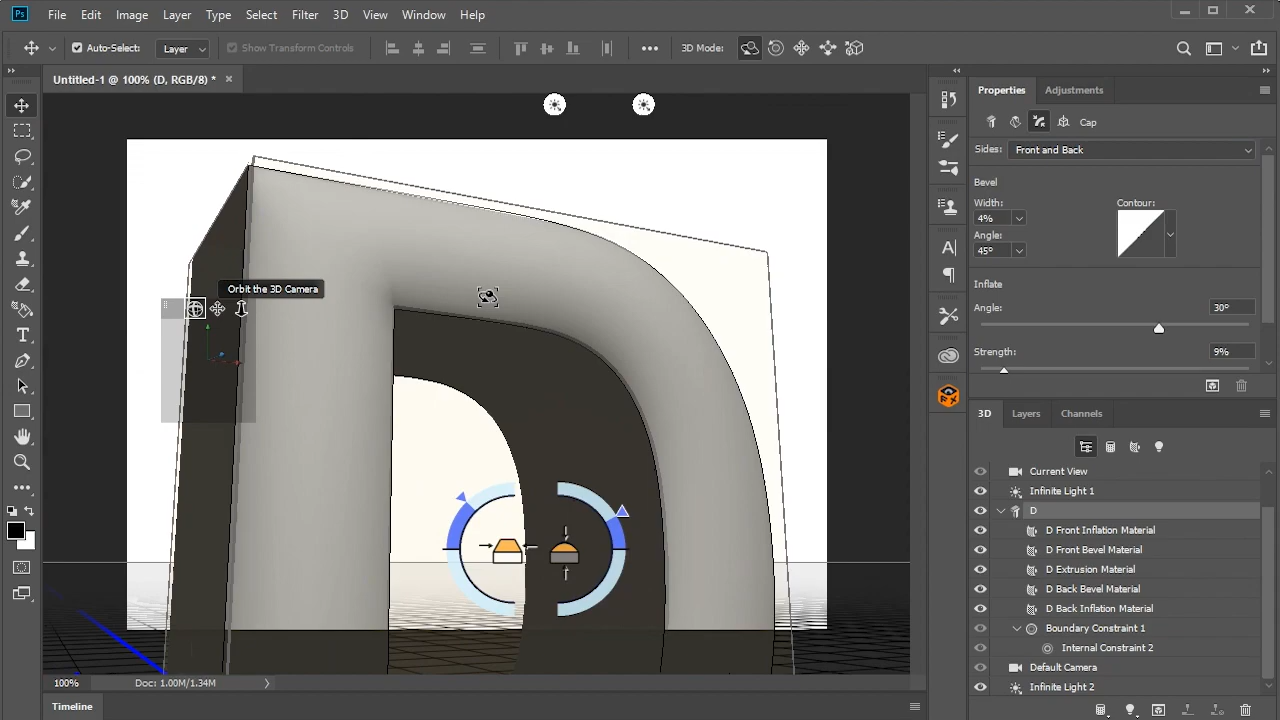 Ps File Edit Image Layer Type Select Filter 3D View Window Help
Auto-Select: Layer Show Transform Controls 3D Mode:
Untitled-1 @ 100% (D, RGB/8) * ×
Orbit the 3D Camera
100% Doc: 1.00M/1.34M
Timeline
Properties Adjustments
Cap
Sides: Front and Back
Bevel
Width: Contour:
4%
Angle:
45°
Inflate
Angle: 30°
Strength: 9%
3D Layers Channels
Current View
Infinite Light 1
D
D Front Inflation Material
D Front Bevel Material
D Extrusion Material
D Back Bevel Material
D Back Inflation Material
Boundary Constraint 1
Internal Constraint 2
Default Camera
Infinite Light 2